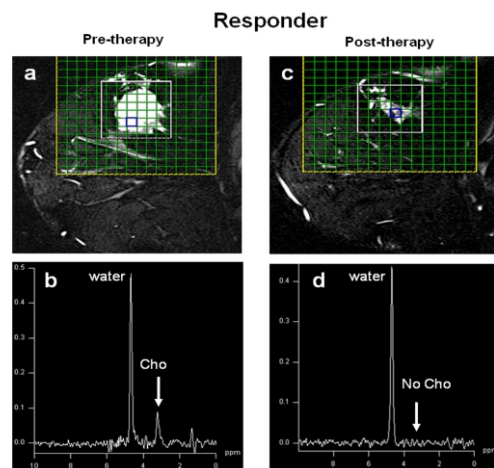 Responder
Pre-therapy
Post-therapy
a
c
b
water
Cho
0.5
0.4
0.3
0.2
0.1
0.0
10
8
6
4
2
0
ppm
d
water
No Cho
0.4
0.3
0.2
0.1
0.0
8
6
4
2
0
ppm